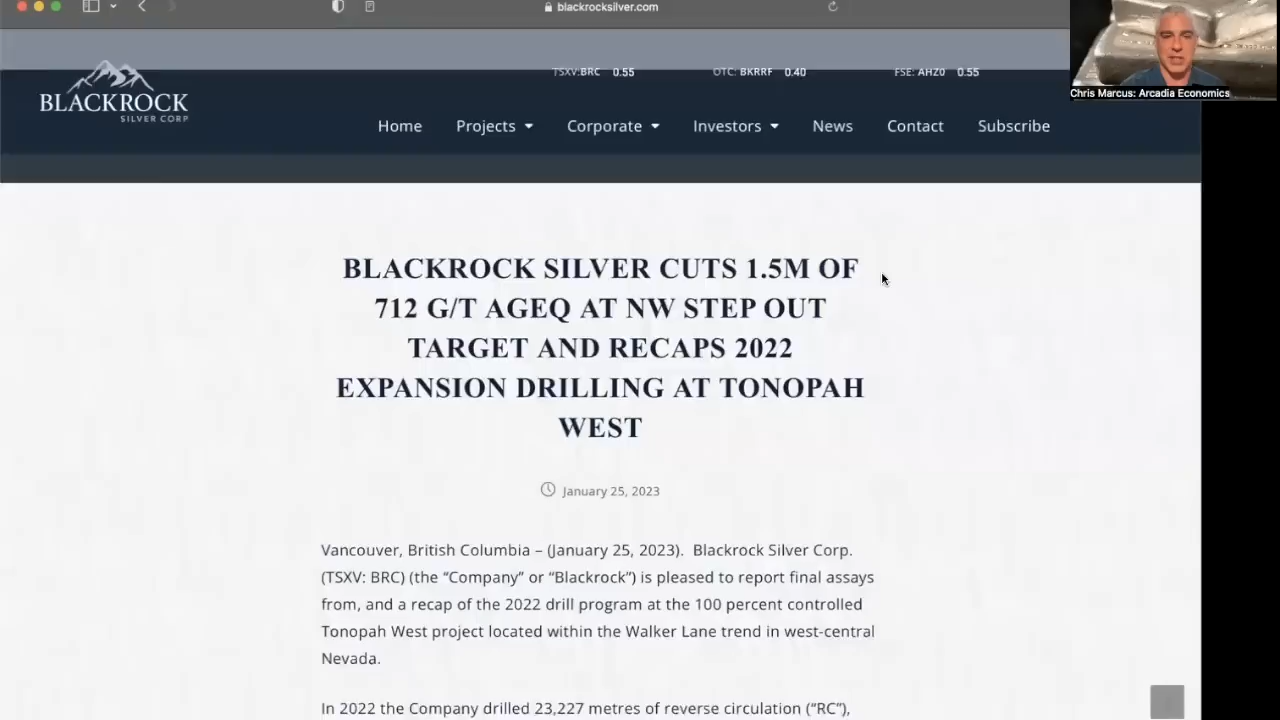 blackrocksilver.com
Chris Marcus: Arcadia Economics
TSXV:BRC 0.55 OTC: BKRRF 0.40 FSE: AHZ0 0.55
BLACKROCK
SILVER CORP
Home Projects Corporate Investors News Contact Subscribe
BLACKROCK SILVER CUTS 1.5M OF
712 G/T AGEQ AT NW STEP OUT
TARGET AND RECAPS 2022
EXPANSION DRILLING AT TONOPAH
WEST
January 25, 2023
Vancouver, British Columbia – (January 25, 2023).  Blackrock Silver Corp.
(TSXV: BRC) (the “Company” or “Blackrock”) is pleased to report final assays
from, and a recap of the 2022 drill program at the 100 percent controlled
Tonopah West project located within the Walker Lane trend in west-central
Nevada.
In 2022 the Company drilled 23,227 metres of reverse circulation (“RC”),